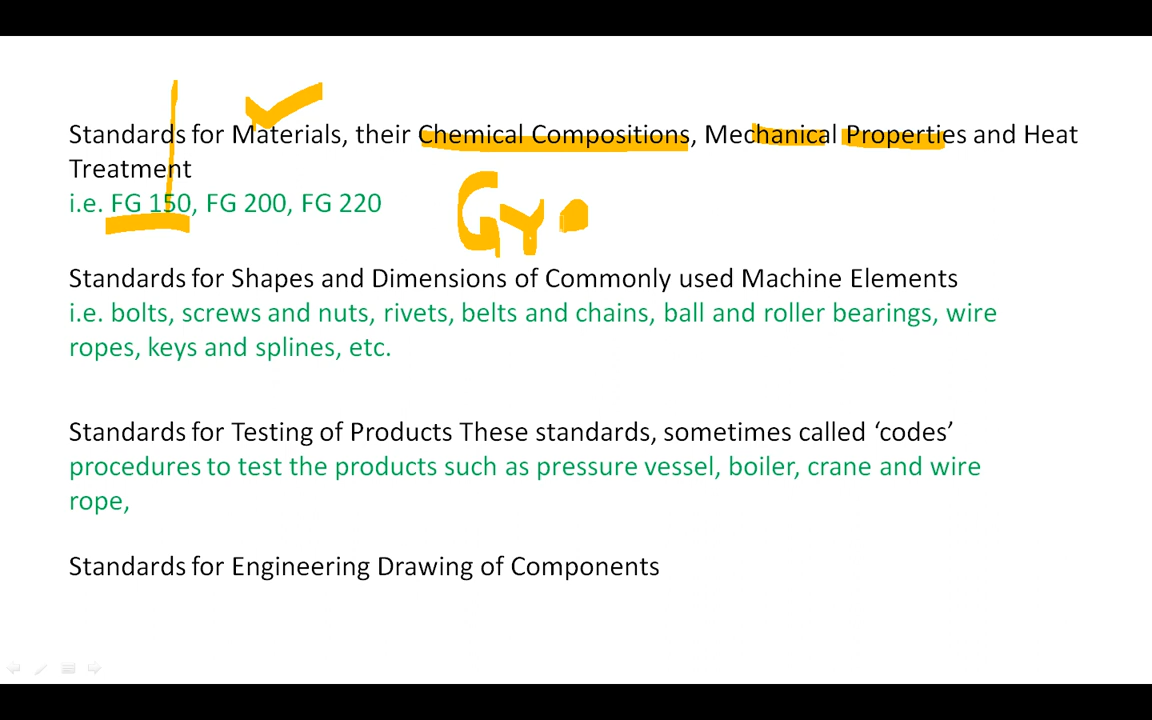 Standards for Materials, their Chemical Compositions, Mechanical Properties and Heat
Treatment
i.e. FG 150, FG 200, FG 220
Standards for Shapes and Dimensions of Commonly used Machine Elements
i.e. bolts, screws and nuts, rivets, belts and chains, ball and roller bearings, wire
ropes, keys and splines, etc.
Standards for Testing of Products These standards, sometimes called ‘codes’
procedures to test the products such as pressure vessel, boiler, crane and wire
rope,
Standards for Engineering Drawing of Components